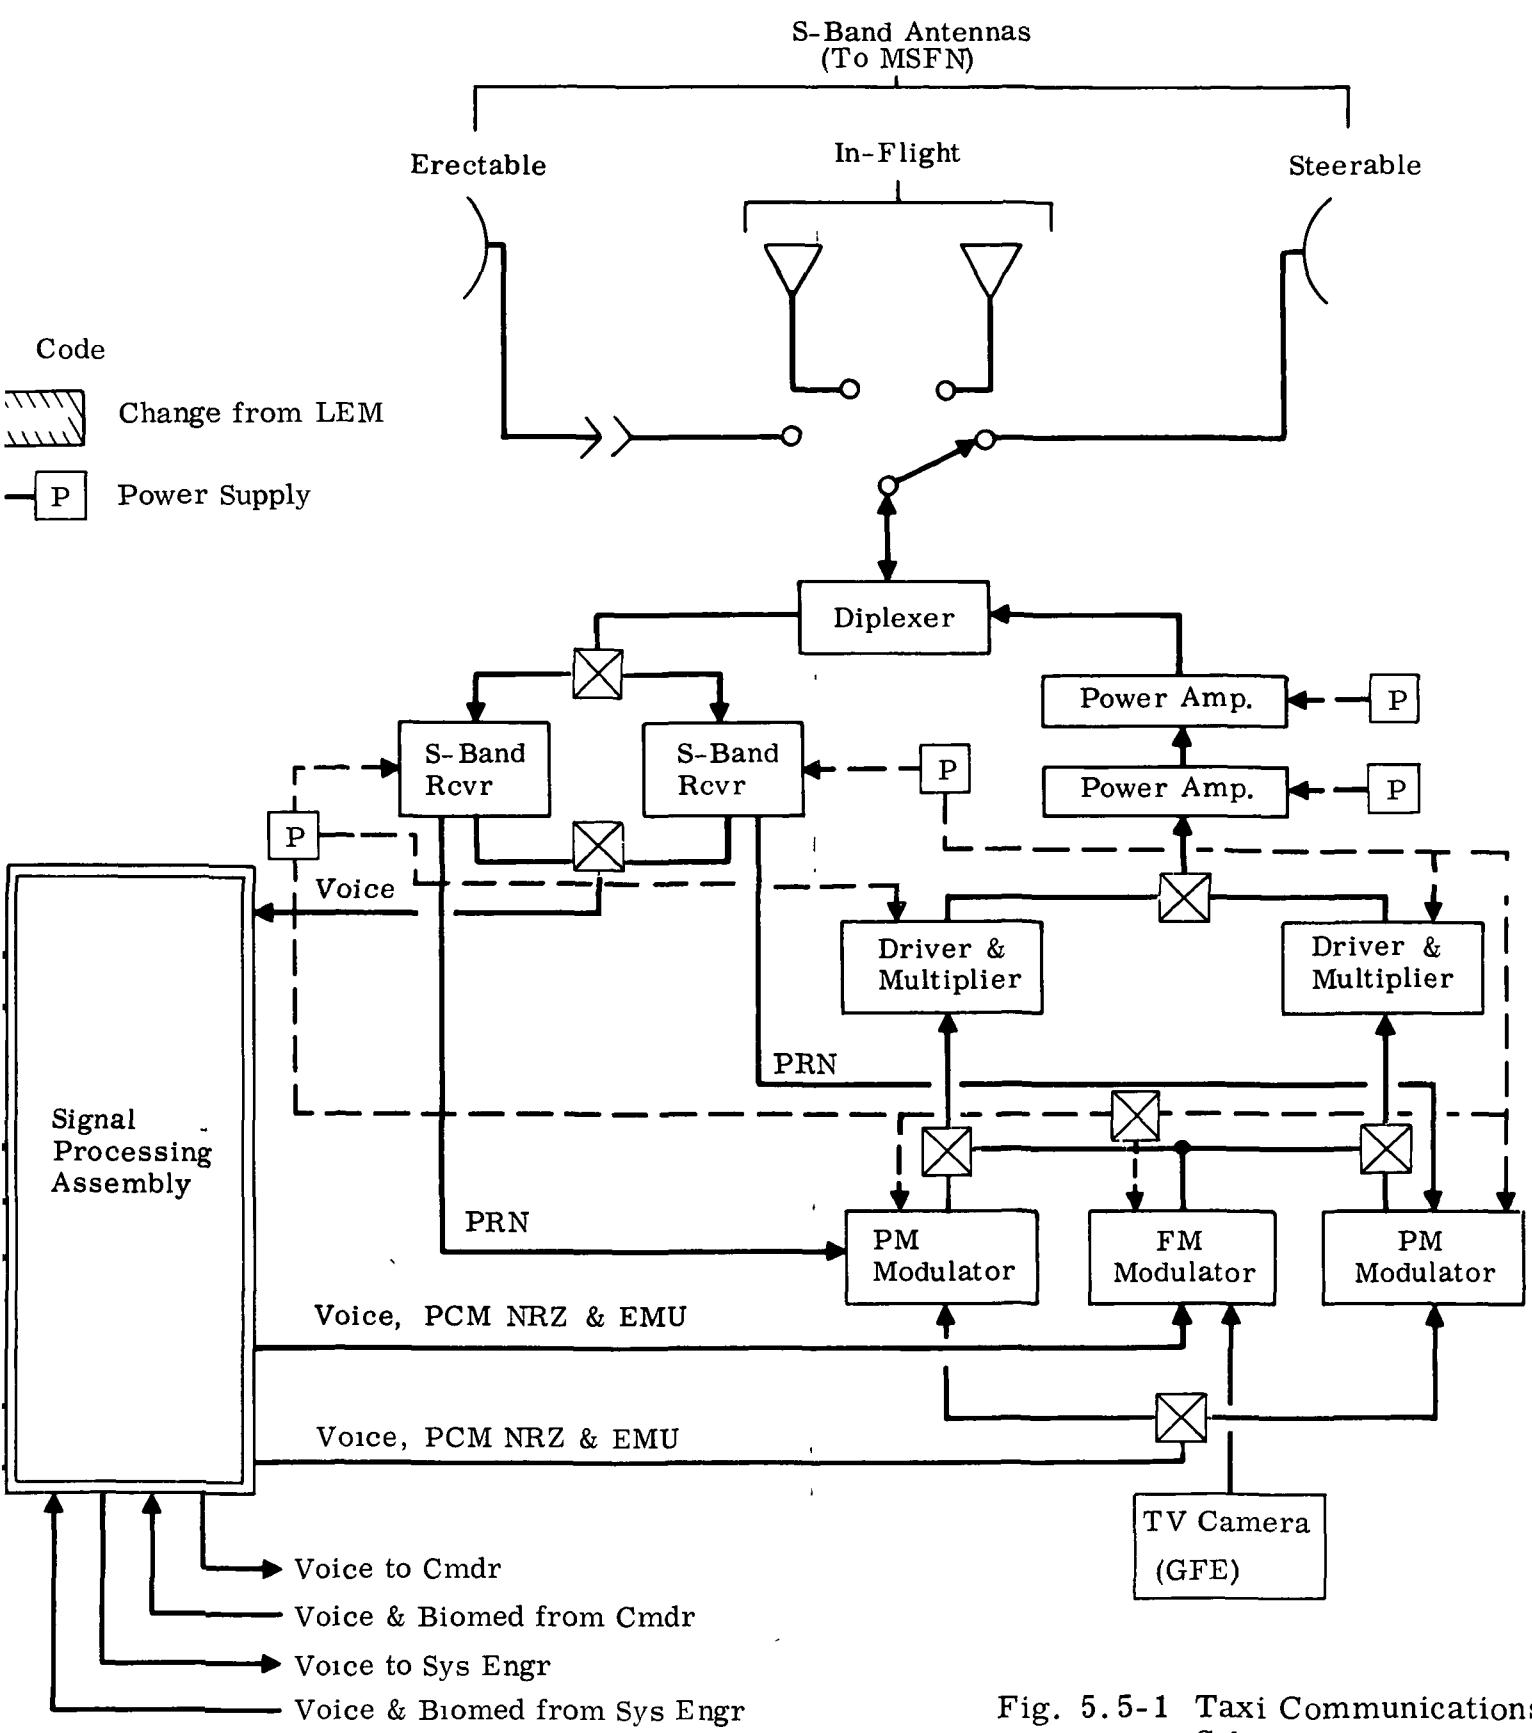 S-Band Antennas
(To MSFN)
Erectable
In-Flight
Steerable
Code
Change from LEM
P
Power Supply
Diplexer
Power Amp.
P
S-Band
Rcvr
S-Band
Rcvr
P
Power Amp.
P
P
Voice
Driver &
Multiplier
Driver &
Multiplier
PRN
Signal
Processing
Assembly
PRN
PM
Modulator
FM
Modulator
PM
Modulator
Voice, PCM NRZ & EMU
Voice, PCM NRZ & EMU
TV Camera
(GFE)
Voice to Cmdr
Voice & Biomed from Cmdr
Voice to Sys Engr
Voice & Biomed from Sys Engr
Fig. 5.5-1 Taxi Communications